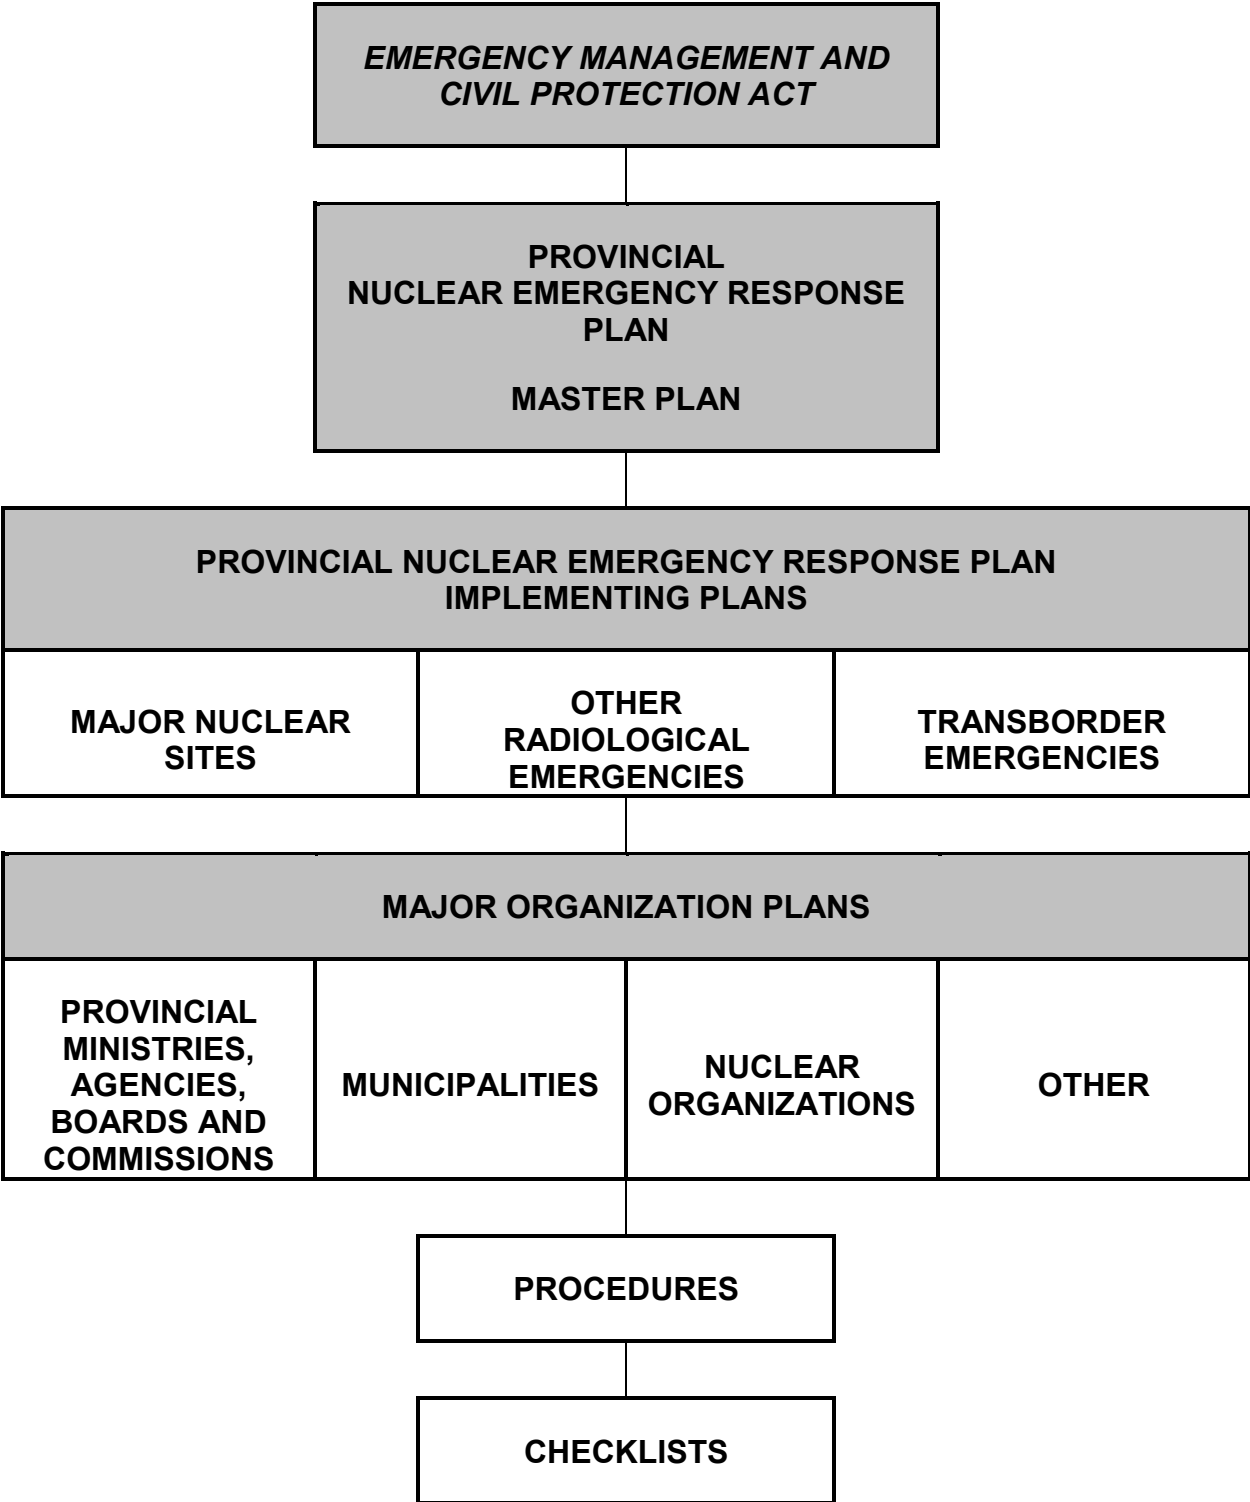 EMERGENCY MANAGEMENT AND
CIVIL PROTECTION ACT
PROVINCIAL
NUCLEAR EMERGENCY RESPONSE
PLAN
MASTER PLAN
PROVINCIAL NUCLEAR EMERGENCY RESPONSE PLAN
IMPLEMENTING PLANS
MAJOR NUCLEAR
SITES
OTHER
RADIOLOGICAL
EMERGENCIES
TRANSBORDER
EMERGENCIES
MAJOR ORGANIZATION PLANS
PROVINCIAL
MINISTRIES,
AGENCIES,
BOARDS AND
COMMISSIONS
MUNICIPALITIES
NUCLEAR
ORGANIZATIONS
OTHER
PROCEDURES
CHECKLISTS